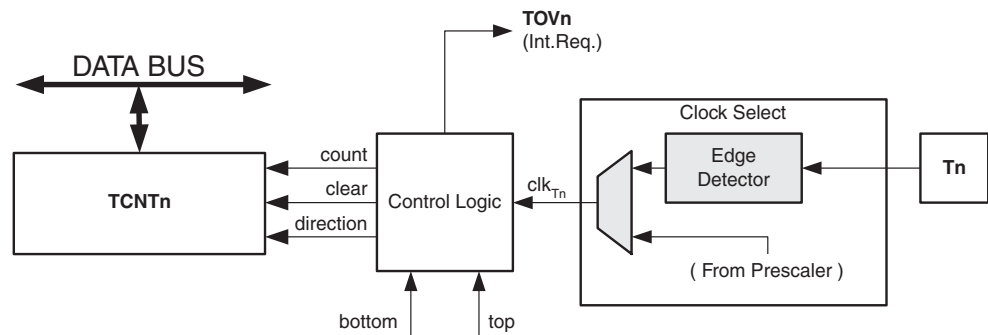 TOVn
(Int.Req.)
DATA BUS
Clock Select
count
clear
direction
TCNTn
Control Logic
clkTn
Edge
Detector
Tn
( From Prescaler )
bottom
top